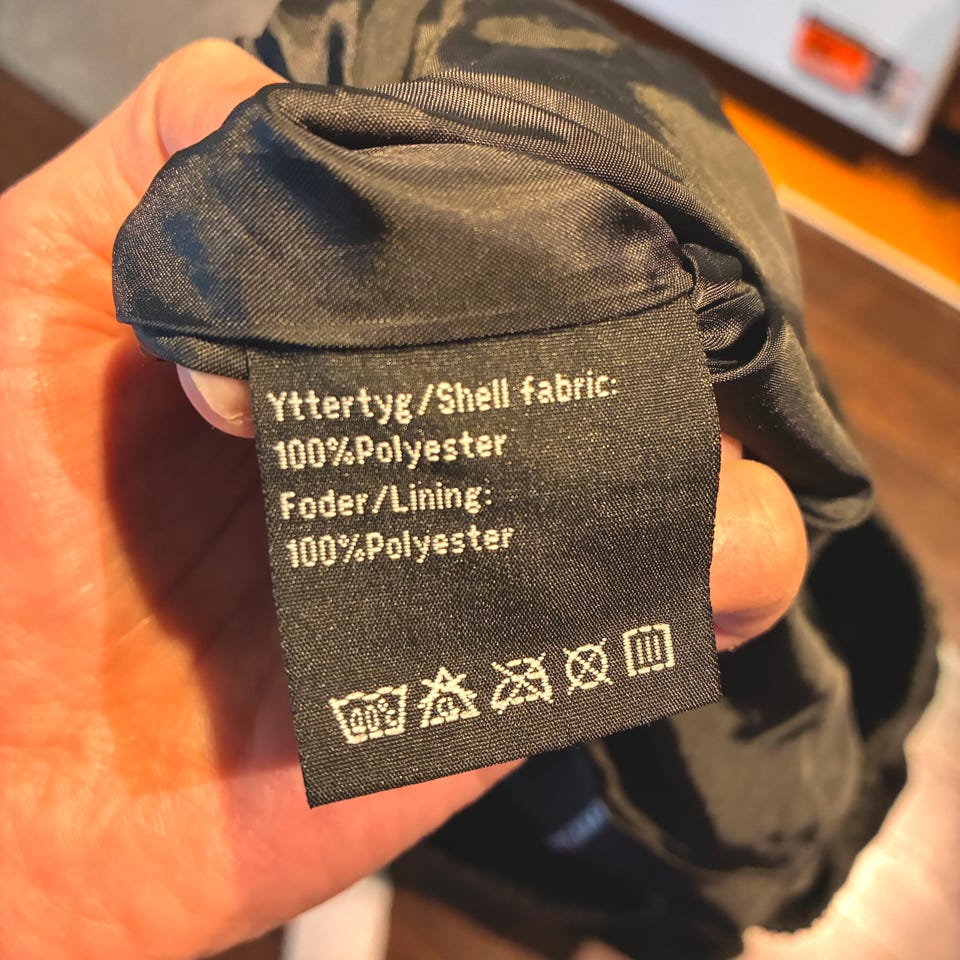 Yttertyg/Shell fabric:
100%Polyester
Foder/Lining:
100%Polyester